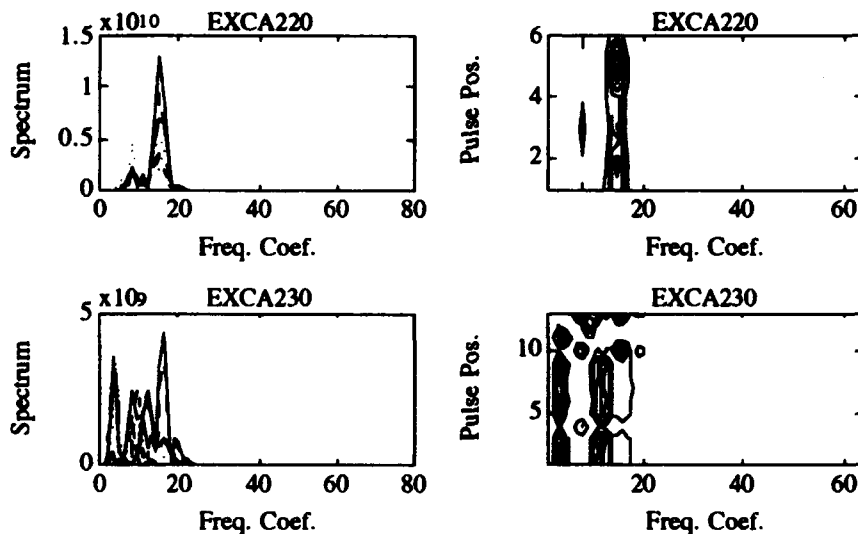 x10¹⁰ EXCA220
Spectrum
1.5
1
0.5
0
0 20 40 60 80
Freq. Coef.
EXCA220
Pulse Pos.
6
4
2
20 40 60
Freq. Coef.
x10⁹ EXCA230
Spectrum
5
0
0 20 40 60 80
Freq. Coef.
EXCA230
Pulse Pos.
10
5
20 40 60
Freq. Coef.